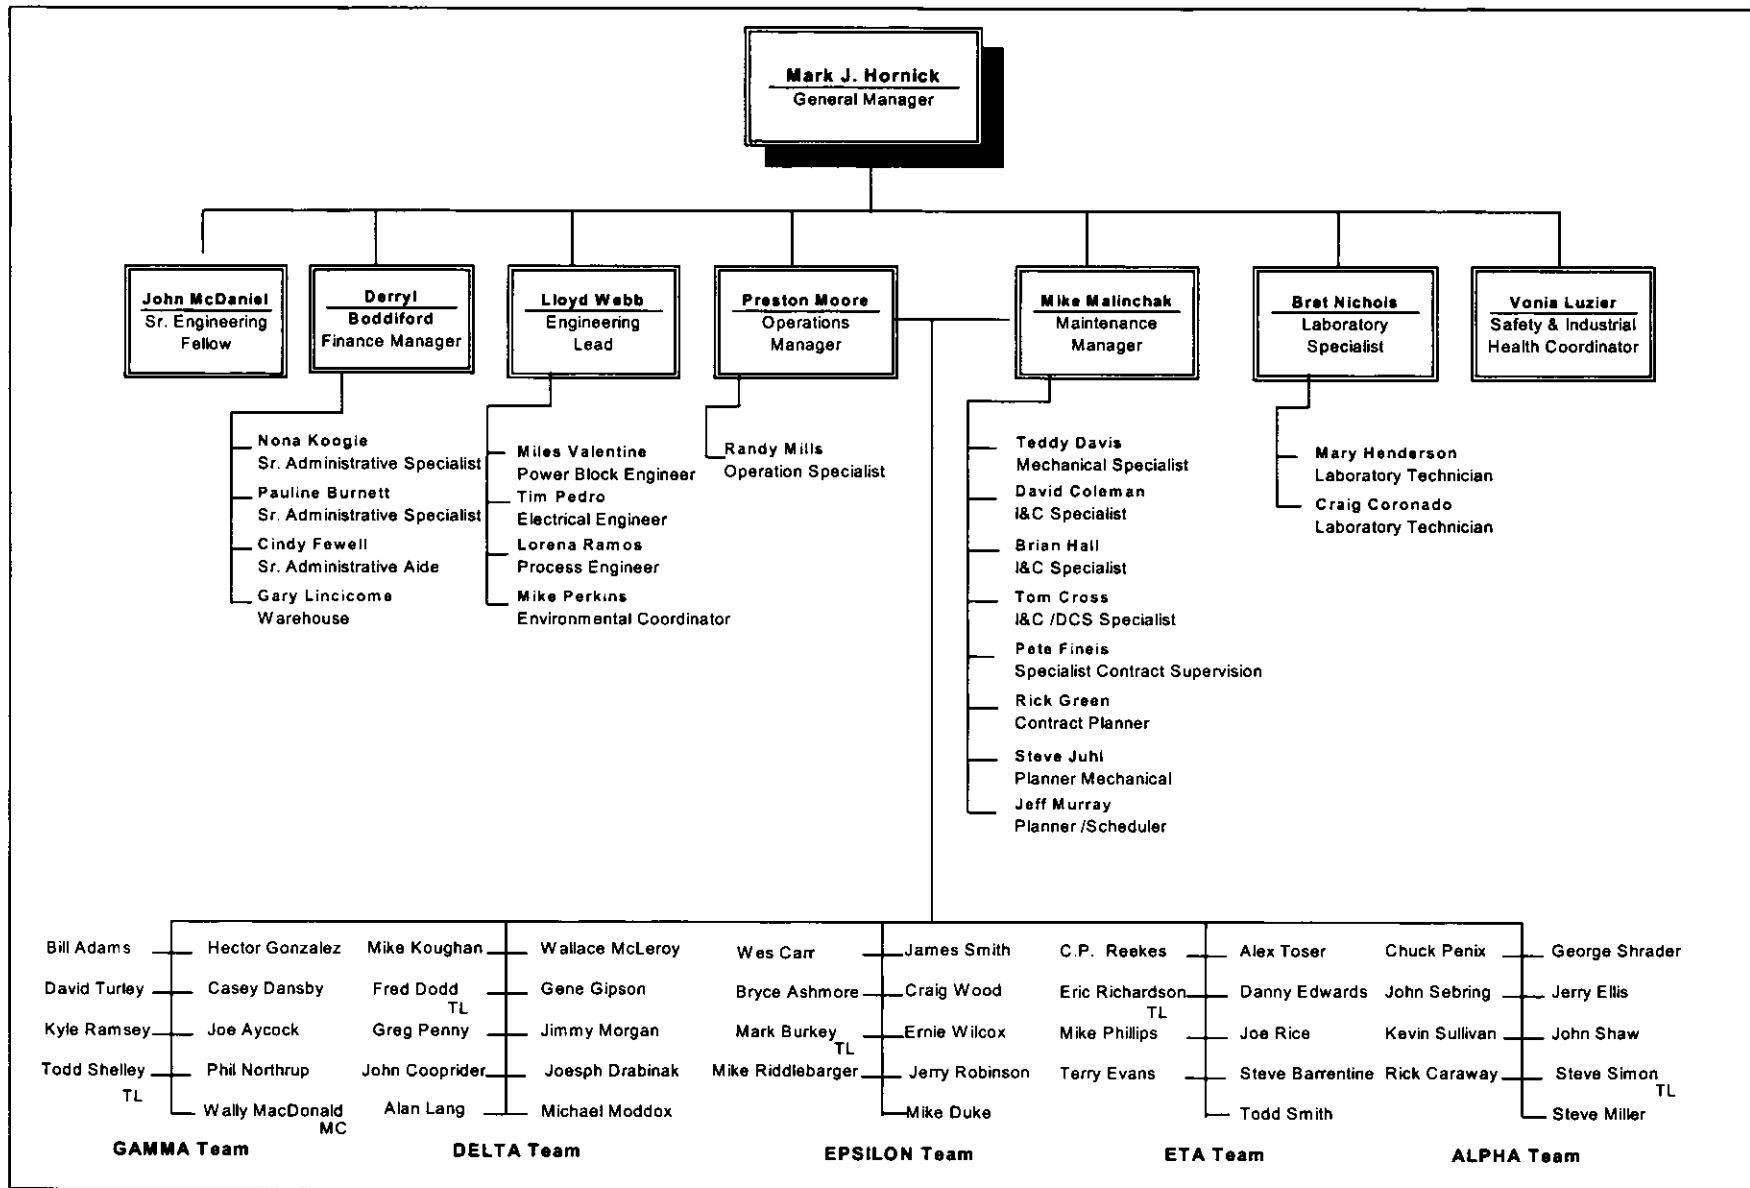 Mark J. Hornick
General Manager
John McDaniel
Sr. Engineering
Fellow
Derryl
Boddiford
Finance Manager
Lloyd Webb
Engineering
Lead
Preston Moore
Operations
Manager
Mike Malinchak
Maintenance
Manager
Bret Nichols
Laboratory
Specialist
Vonia Luzier
Safety & Industrial
Health Coordinator
Nona Koogie
Sr. Administrative Specialist
Pauline Burnett
Sr. Administrative Specialist
Cindy Fewell
Sr. Administrative Aide
Gary Lincicome
Warehouse
Miles Valentine
Power Block Engineer
Tim Pedro
Electrical Engineer
Lorena Ramos
Process Engineer
Mike Perkins
Environmental Coordinator
Randy Mills
Operation Specialist
Teddy Davis
Mechanical Specialist
David Coleman
I&C Specialist
Brian Hall
I&C Specialist
Tom Cross
I&C /DCS Specialist
Pete Fineis
Specialist Contract Supervision
Rick Green
Contract Planner
Steve Juhl
Planner Mechanical
Jeff Murray
Planner /Scheduler
Mary Henderson
Laboratory Technician
Craig Coronado
Laboratory Technician
Bill Adams
Hector Gonzalez
David Turley
Casey Dansby
Kyle Ramsey
Joe Aycock
Todd Shelley
TL
Phil Northrup
Wally MacDonald
MC
GAMMA Team
Mike Koughan
Wallace McLeroy
Fred Dodd
TL
Gene Gipson
Greg Penny
Jimmy Morgan
John Cooprider
Joesph Drabinak
Alan Lang
Michael Moddox
DELTA Team
Wes Carr
James Smith
Bryce Ashmore
Craig Wood
Mark Burkey
TL
Ernie Wilcox
Mike Riddlebarger
Jerry Robinson
Mike Duke
EPSILON Team
C.P. Reekes
Alex Toser
Eric Richardson
TL
Danny Edwards
Mike Phillips
Joe Rice
Terry Evans
Steve Barrentine
Todd Smith
ETA Team
Chuck Penix
George Shrader
John Sebring
Jerry Ellis
Kevin Sullivan
John Shaw
Rick Caraway
Steve Simon
TL
Steve Miller
ALPHA Team